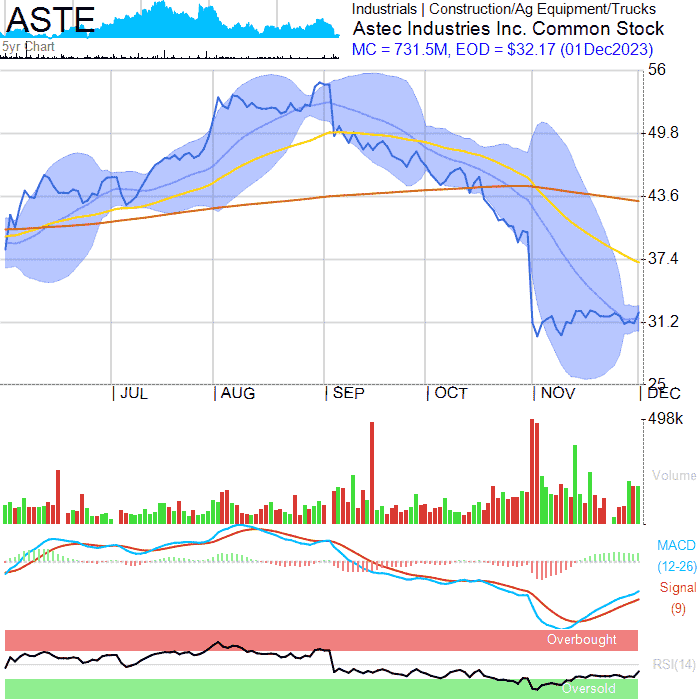 ASTE
5yr Chart
Industrials | Construction/Ag Equipment/Trucks
Astec Industries Inc. Common Stock
MC = 731.5M, EOD = $32.17 (01Dec2023)
56
49.8
43.6
37.4
31.2
25
JUL
AUG
SEP
OCT
NOV
DEC
498k
Volume
MACD
(12-26)
Signal
(9)
Overbought
RSI(14)
Oversold